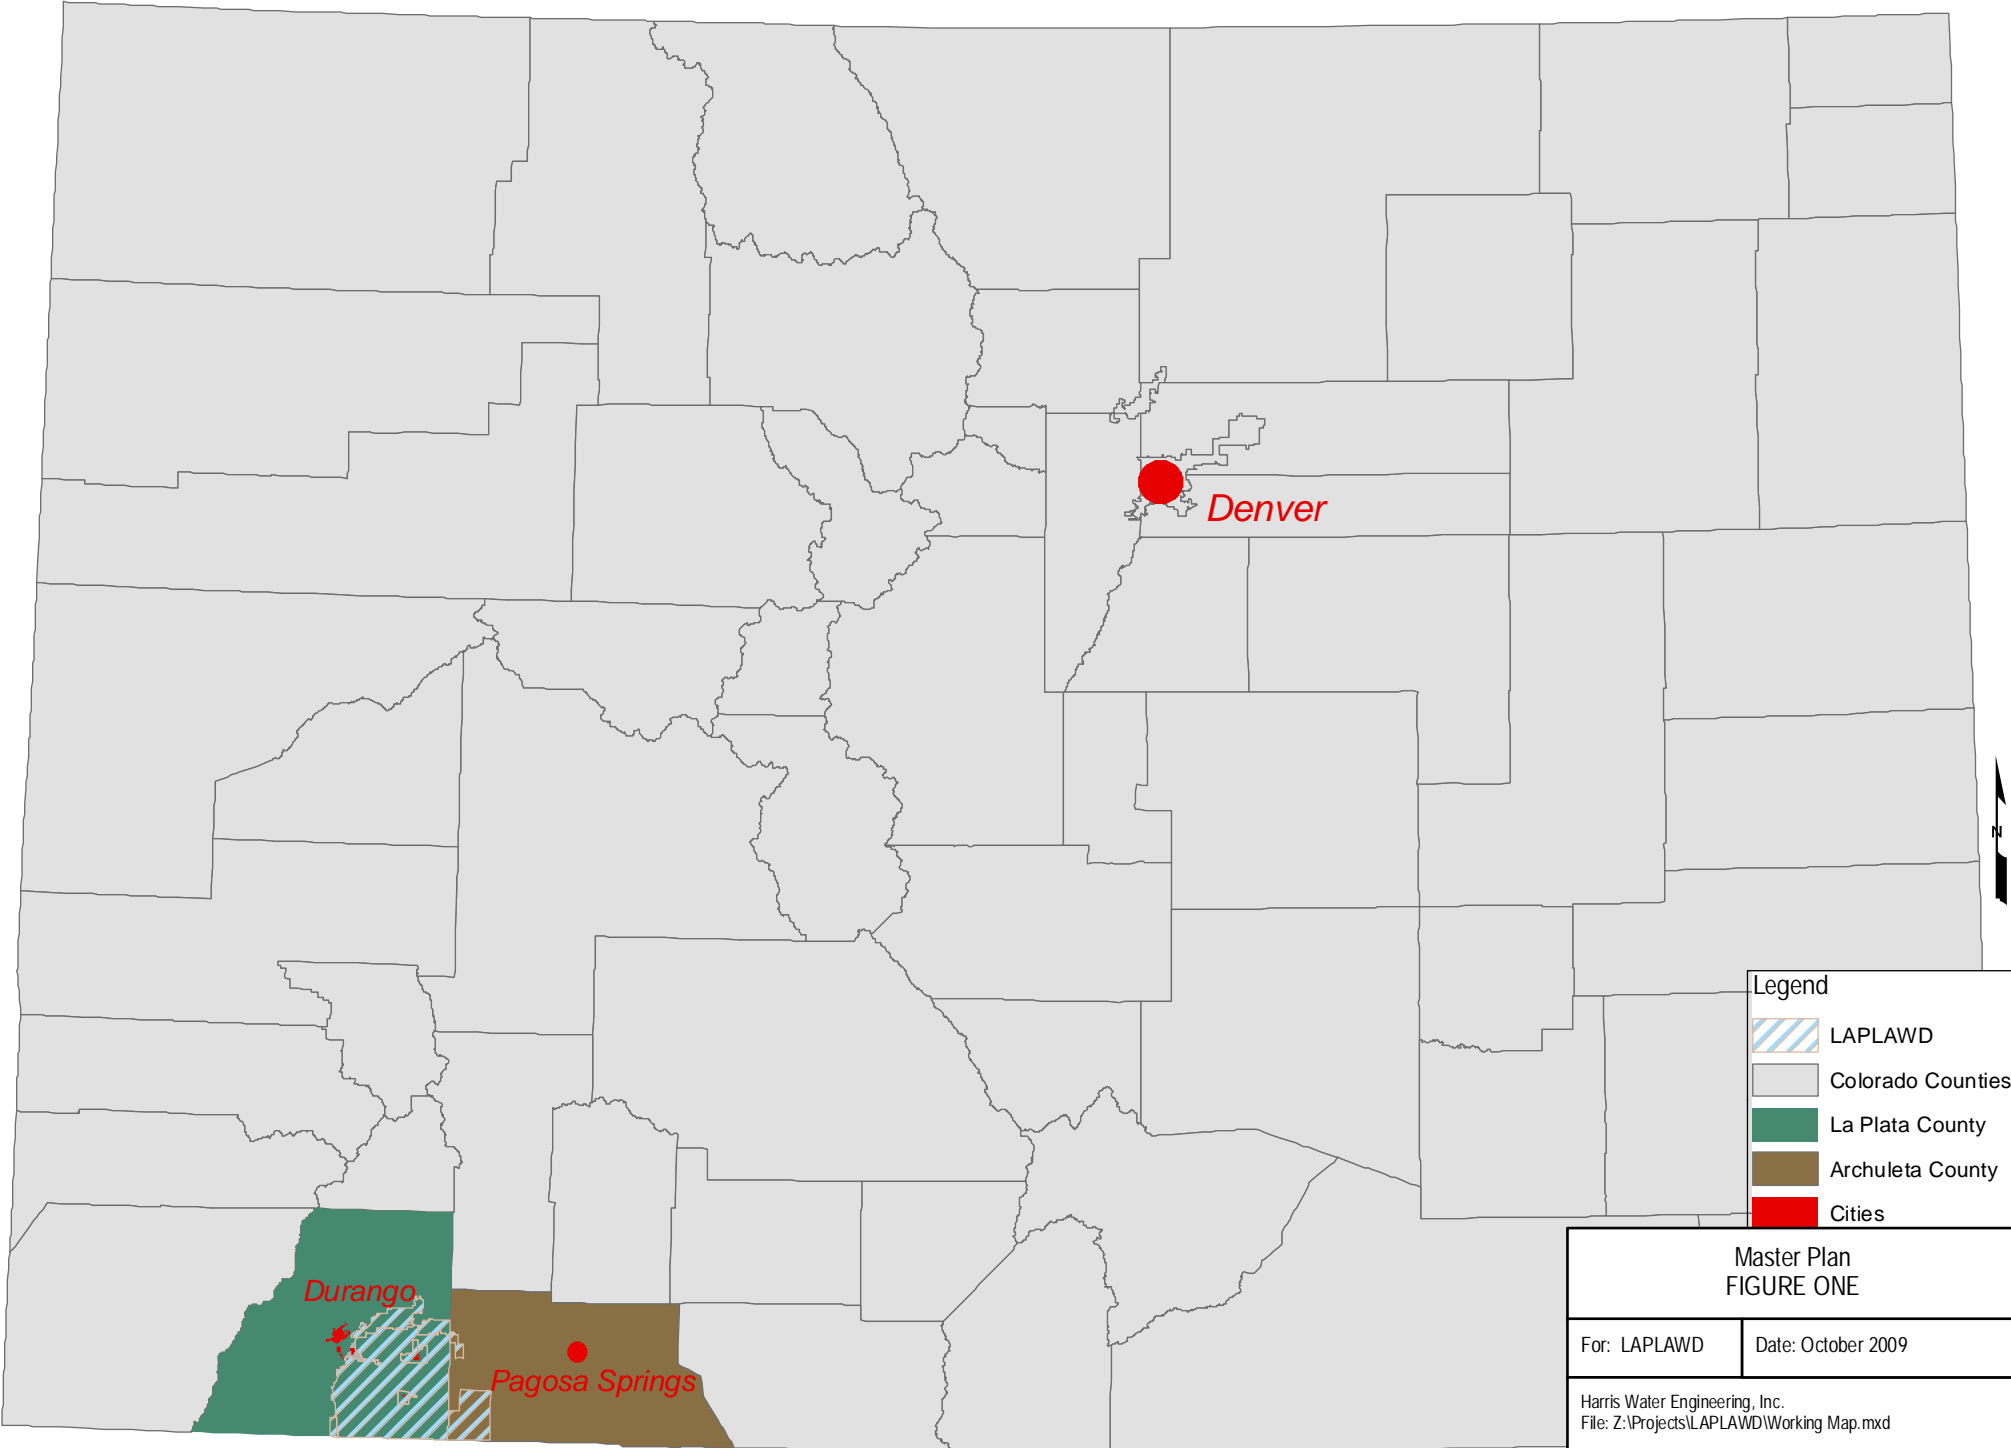 Denver
N
Legend
LAPLAWD
Colorado Counties
La Plata County
Archuleta County
Cities
Durango
Pagosa Springs
Master Plan
FIGURE ONE
For: LAPLAWD
Date: October 2009
Harris Water Engineering, Inc.
File: Z:\Projects\LAPLAWD\Working Map.mxd